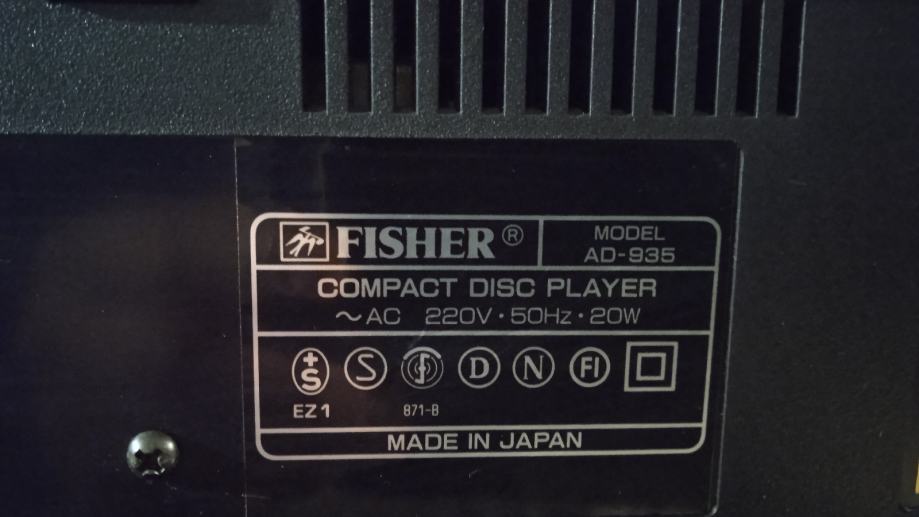 FISHER®
MODEL
AD-935
COMPACT DISC PLAYER
~AC 220V·50Hz·20W
+S S D N FI
EZ1 871-B
MADE IN JAPAN